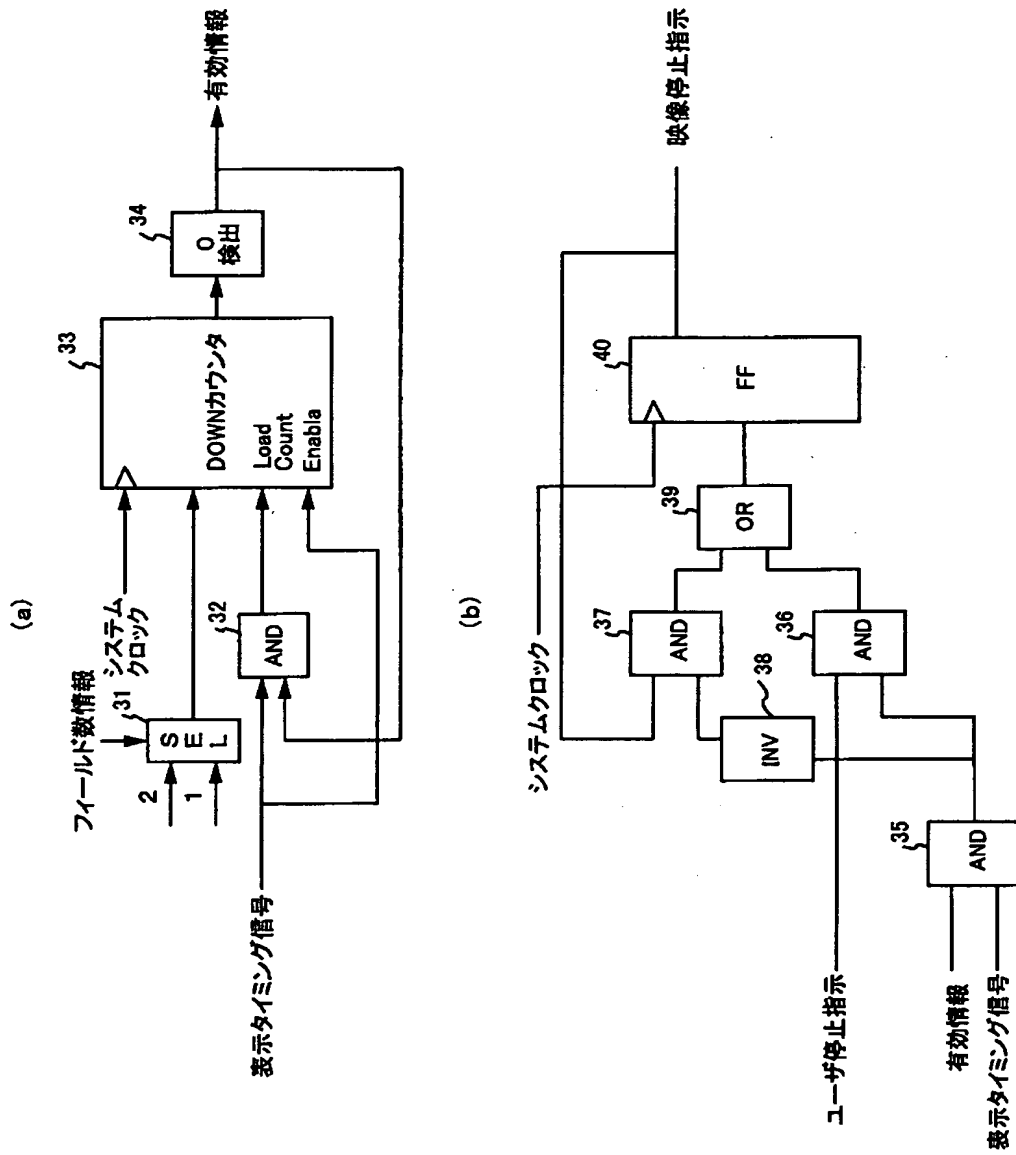 (a)
フィールド数情報
2
1
31
SEL
システム
クロック
表示タイミング信号
32
AND
33
DOWNカウンタ
Load
Count
Enabla
34
0
検出
有効情報
(b)
システムクロック
ユーザ停止指示
有効情報
表示タイミング信号
35
AND
INV
38
37
AND
36
AND
39
OR
40
FF
映像停止指示